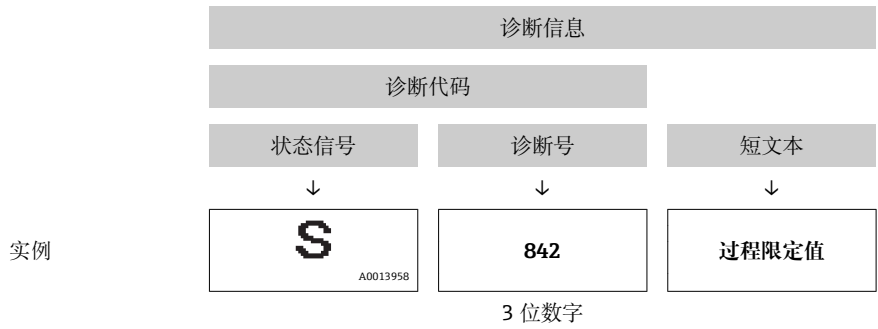 诊断信息
诊断代码
状态信号 诊断号 短文本
↓ ↓ ↓
实例 S 842 过程限定值
A0013958
3 位数字